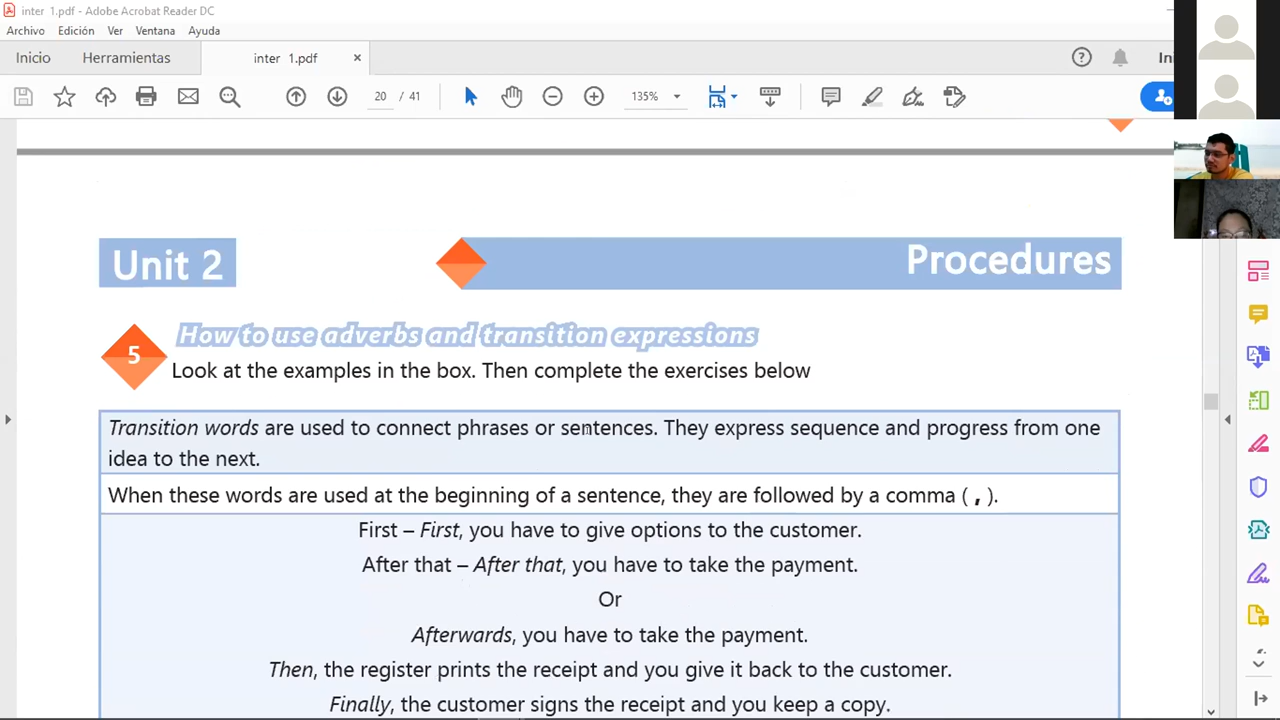 inter 1.pdf - Adobe Acrobat Reader DC
Archivo Edición Ver Ventana Ayuda
Inicio Herramientas inter 1.pdf × ? Ini
20 / 41 135%
Unit 2 Procedures
How to use adverbs and transition expressions
5
Look at the examples in the box. Then complete the exercises below
Transition words are used to connect phrases or sentences. They express sequence and progress from one
idea to the next.
When these words are used at the beginning of a sentence, they are followed by a comma ( , ).
First – First, you have to give options to the customer.
After that – After that, you have to take the payment.
Or
Afterwards, you have to take the payment.
Then, the register prints the receipt and you give it back to the customer.
Finally, the customer signs the receipt and you keep a copy.